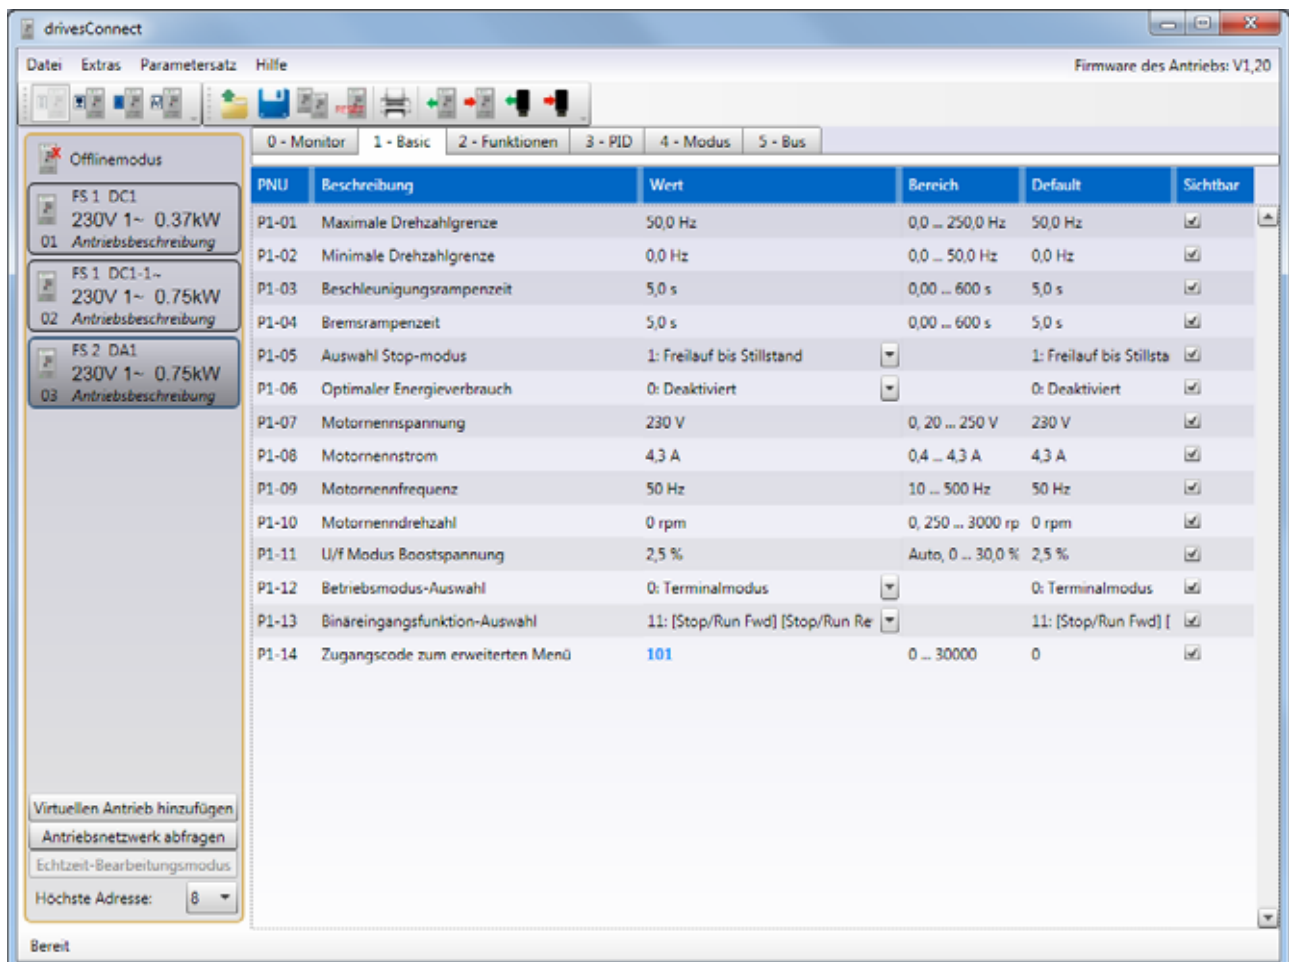 drivesConnect
Datei Extras Parametersatz Hilfe Firmware des Antriebs: V1,20
RESET
Offlinemodus
FS 1 DC1
230V 1~ 0.37kW
01 Antriebsbeschreibung
FS 1 DC1-1~
230V 1~ 0.75kW
02 Antriebsbeschreibung
FS 2 DA1
230V 1~ 0.75kW
03 Antriebsbeschreibung
Virtuellen Antrieb hinzufügen
Antriebsnetzwerk abfragen
Echtzeit-Bearbeitungsmodus
Höchste Adresse: 8
0 - Monitor 1 - Basic 2 - Funktionen 3 - PID 4 - Modus 5 - Bus
PNU Beschreibung Wert Bereich Default Sichtbar
P1-01 Maximale Drehzahlgrenze 50,0 Hz 0,0 ... 250,0 Hz 50,0 Hz
P1-02 Minimale Drehzahlgrenze 0,0 Hz 0,0 ... 50,0 Hz 0,0 Hz
P1-03 Beschleunigungsrampenzeit 5,0 s 0,00 ... 600 s 5,0 s
P1-04 Bremsrampenzeit 5,0 s 0,00 ... 600 s 5,0 s
P1-05 Auswahl Stop-modus 1: Freilauf bis Stillstand 1: Freilauf bis Stillsta
P1-06 Optimaler Energieverbrauch 0: Deaktiviert 0: Deaktiviert
P1-07 Motornennspannung 230 V 0, 20 ... 250 V 230 V
P1-08 Motornennstrom 4,3 A 0,4 ... 4,3 A 4,3 A
P1-09 Motornennfrequenz 50 Hz 10 ... 500 Hz 50 Hz
P1-10 Motornenndrehzahl 0 rpm 0, 250 ... 3000 rp 0 rpm
P1-11 U/f Modus Boostspannung 2,5 % Auto, 0 ... 30,0 % 2,5 %
P1-12 Betriebsmodus-Auswahl 0: Terminalmodus 0: Terminalmodus
P1-13 Binäreingangsfunktion-Auswahl 11: [Stop/Run Fwd] [Stop/Run Re 11: [Stop/Run Fwd] [
P1-14 Zugangscode zum erweiterten Menü 101 0 ... 30000 0
Bereit